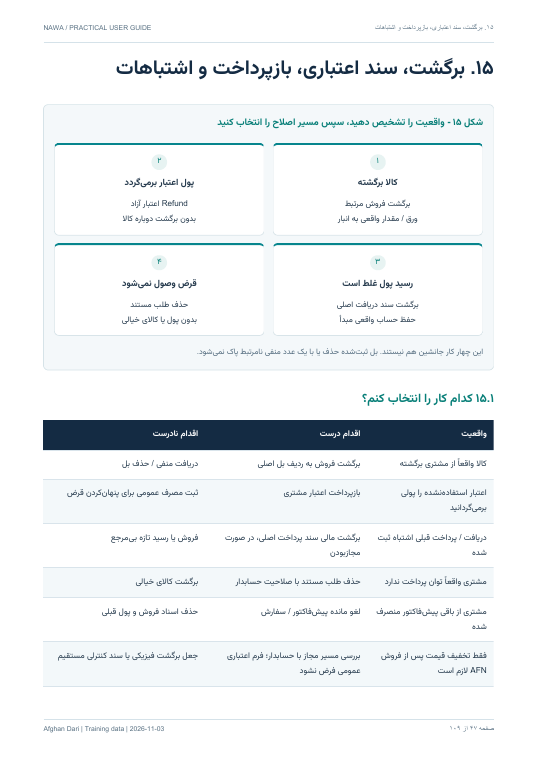 NAWA / PRACTICAL USER GUIDE
۱۵. برگشت، سند اعتباری، بازپرداخت و اشتباهات
۱۵. برگشت، سند اعتباری، بازپرداخت و اشتباهات
شکل ۱۵ - واقعیت را تشخیص دهید، سپس مسیر اصلاح را انتخاب کنید
۱
کالا برگشته
برگشت فروش مرتبط
ورق / مقدار واقعی به انبار
۲
پول اعتبار برمی‌گردد
Refund اعتبار آزاد
بدون برگشت دوباره کالا
۳
رسید پول غلط است
برگشت سند دریافت اصلی
حفظ حساب واقعی مبدأ
۴
قرض وصول نمی‌شود
حذف طلب مستند
بدون پول یا کالای خیالی
این چهار کار جانشین هم نیستند. بل ثبت‌شده حذف یا با یک عدد منفی نامرتبط پاک نمی‌شود.
۱۵.۱ کدام کار را انتخاب کنم؟
واقعیت اقدام درست اقدام نادرست
کالا واقعاً از مشتری برگشته برگشت فروش به ردیف بل اصلی دریافت منفی / حذف بل
اعتبار استفاده‌نشده را پولی بازپرداخت اعتبار مشتری ثبت مصرف عمومی برای پنهان‌کردن قرض
برمی‌گردانید
دریافت / پرداخت قبلی اشتباه ثبت برگشت مالی سند پرداخت اصلی، در صورت فروش یا رسید تازه بی‌مرجع
شده مجازبودن
مشتری واقعاً توان پرداخت ندارد حذف طلب مستند با صلاحیت حسابدار برگشت کالای خیالی
مشتری از باقی پیش‌فاکتور منصرف لغو مانده پیش‌فاکتور / سفارش حذف اسناد فروش و پول قبلی
شده
فقط تخفیف قیمت پس از فروش بررسی مسیر مجاز با حسابدار؛ فرم اعتباری جعل برگشت فیزیکی یا سند کنترلی مستقیم
AFN لازم است عمومی فرض نشود
Afghan Dari | Training data | 2026-11-03
صفحه ۴۷ از ۱۰۹